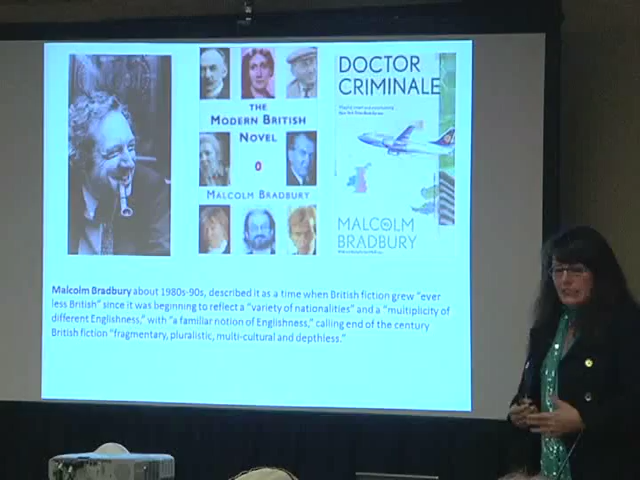 THE
MODERN BRITISH
NOVEL
MALCOLM BRADBURY
DOCTOR
CRIMINALE
MALCOLM
BRADBURY
Malcolm Bradbury about 1980s-90s, described it as a time when British fiction grew "ever
less British" since it was beginning to reflect a "variety of nationalities" and a "multiplicity of
different Englishness," with "a familiar notion of Englishness," calling end of the century
British fiction "fragmentary, pluralistic, multi-cultural and depthless."